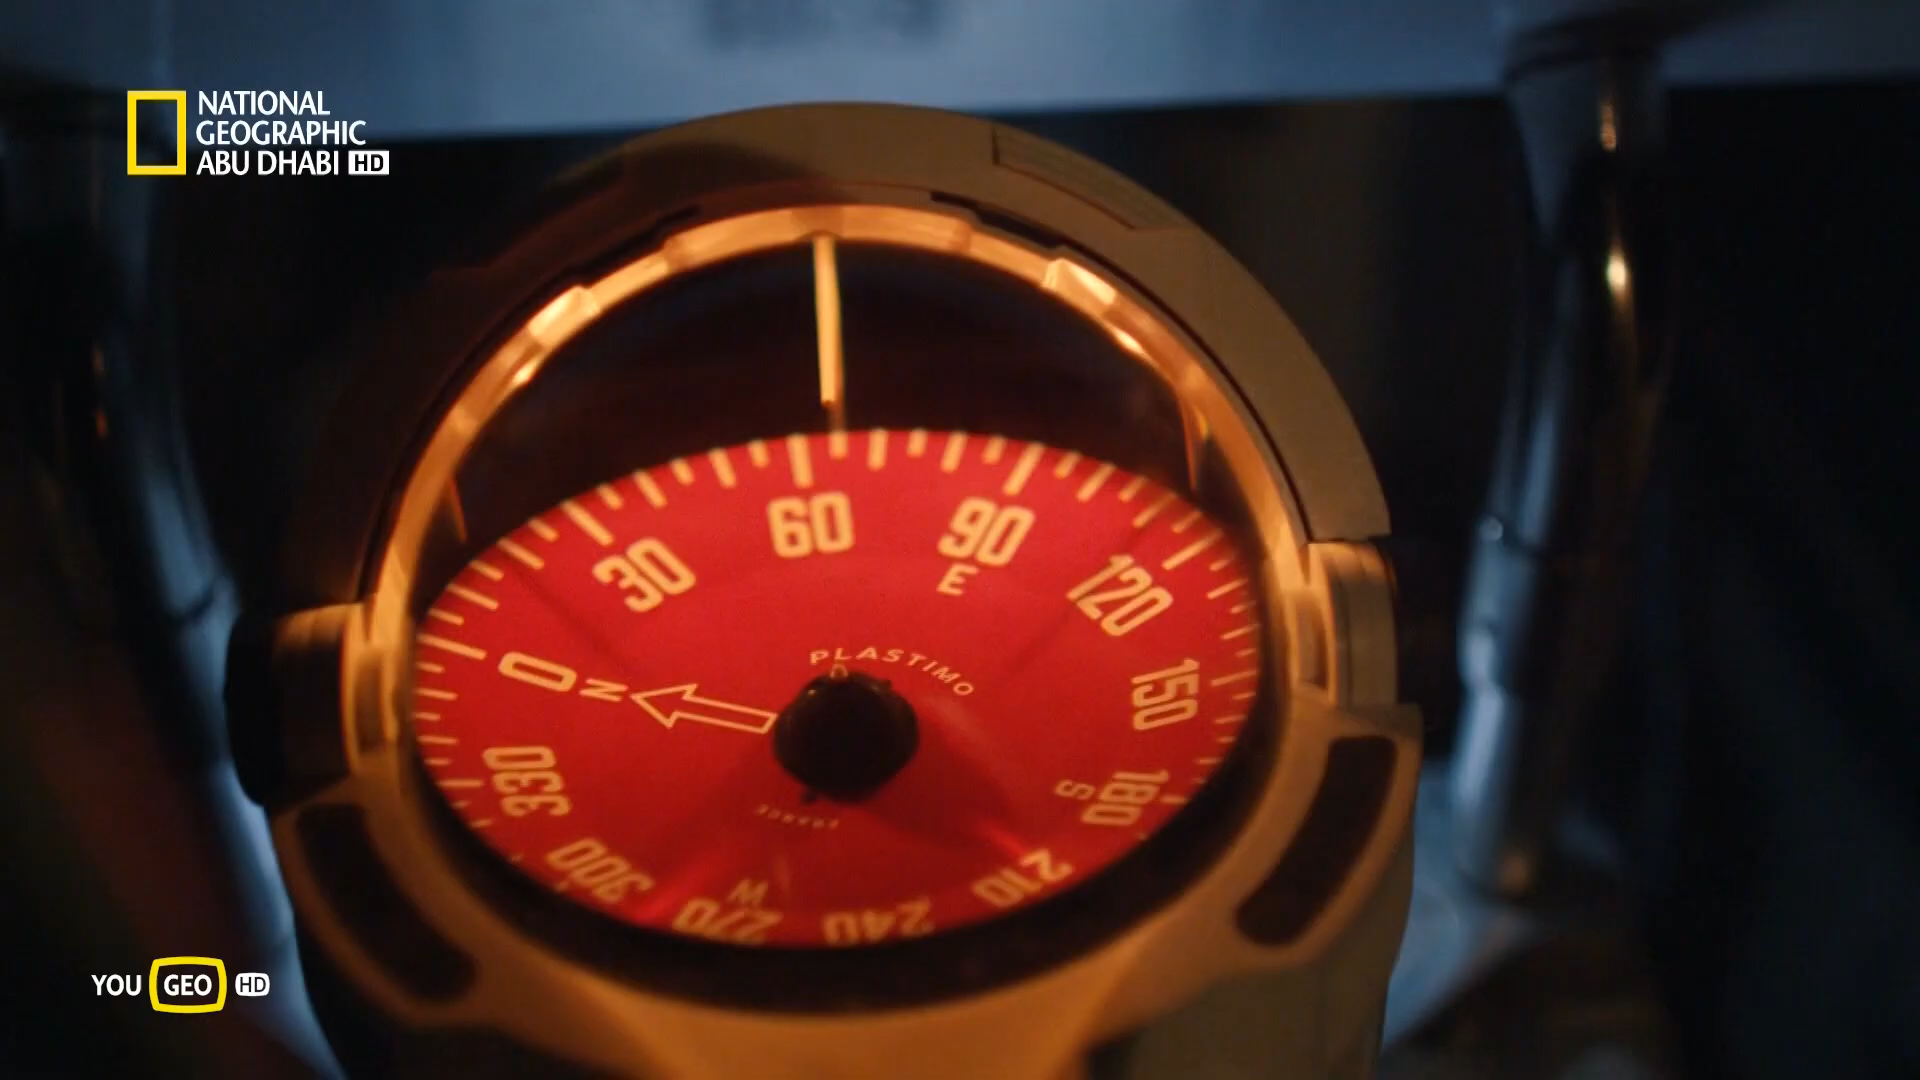 NATIONAL
GEOGRAPHIC
ABU DHABI HD
60
90
30
E
120
PLASTIMO
150
0
N
330
180
S
FRANCE
300
210
W
270
240
YOU GEO HD